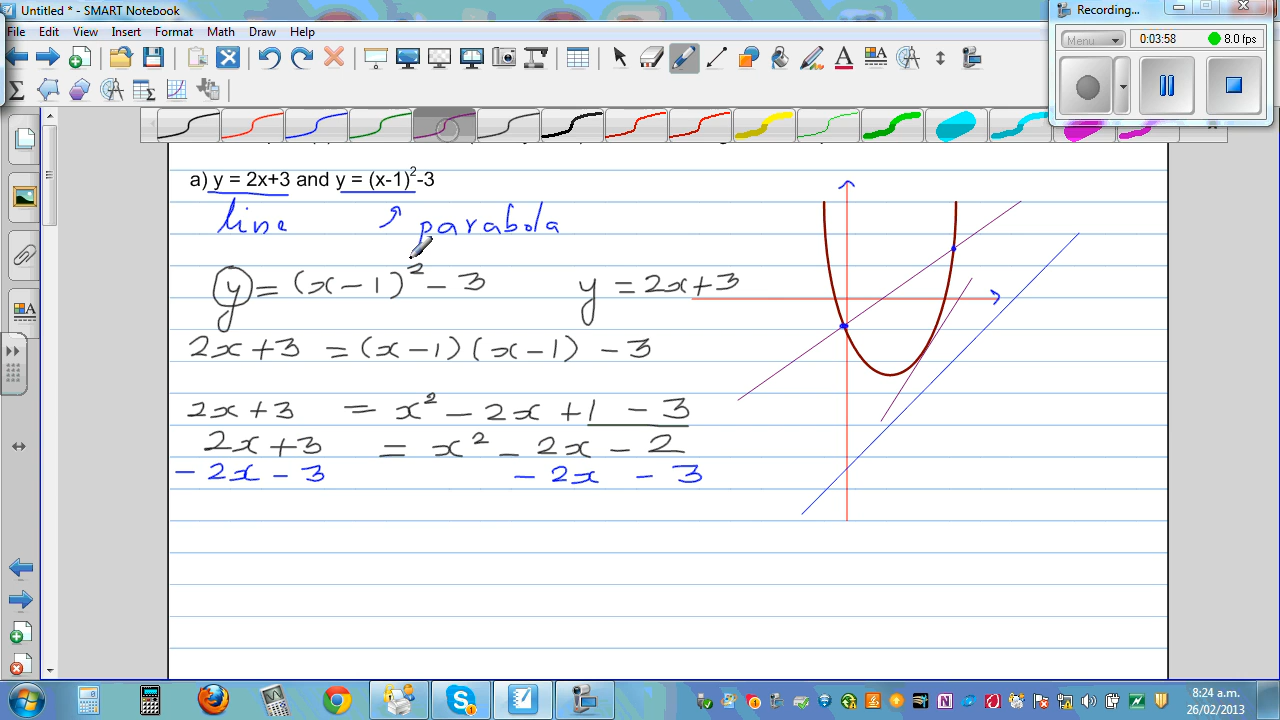 Untitled * - SMART Notebook
File Edit View Insert Format Math Draw Help
Recording...
Menu
0:03:58
8.0 fps
a) y = 2x+3 and y = (x-1)²-3
line parabola
y = (x-1)² - 3 y = 2x+3
2x+3 = (x-1)(x-1) - 3
2x+3 = x² - 2x +1 - 3
2x+3 = x² - 2x - 2
- 2x - 3 - 2x - 3
8:24 a.m.
26/02/2013